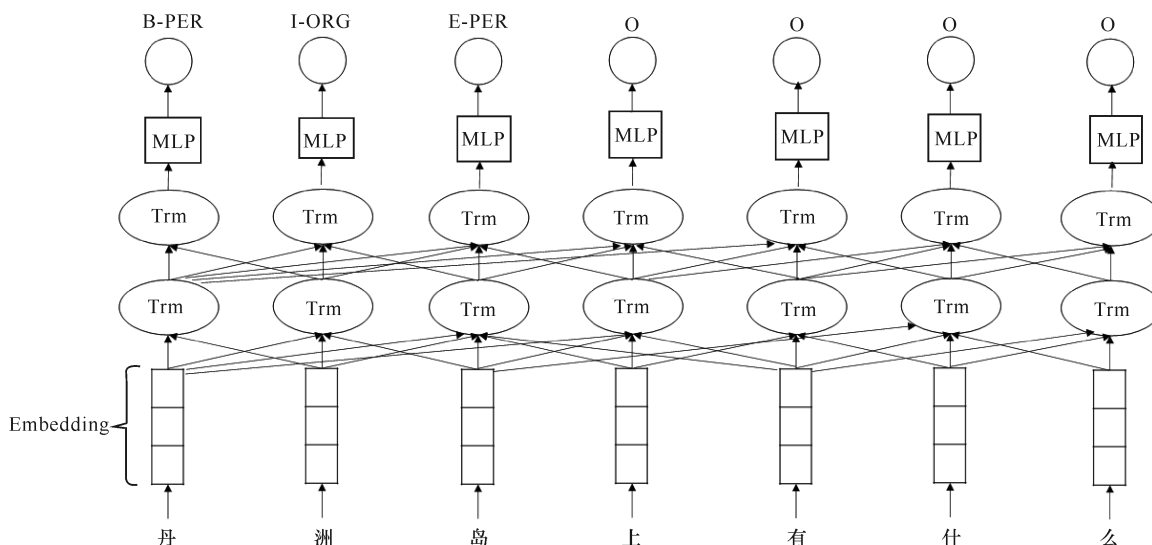 B-PER I-ORG E-PER O O O O
MLP MLP MLP MLP MLP MLP MLP
Trm Trm Trm Trm Trm Trm Trm
Trm Trm Trm Trm Trm Trm Trm
Embedding
丹 洲 岛 上 有 什 么